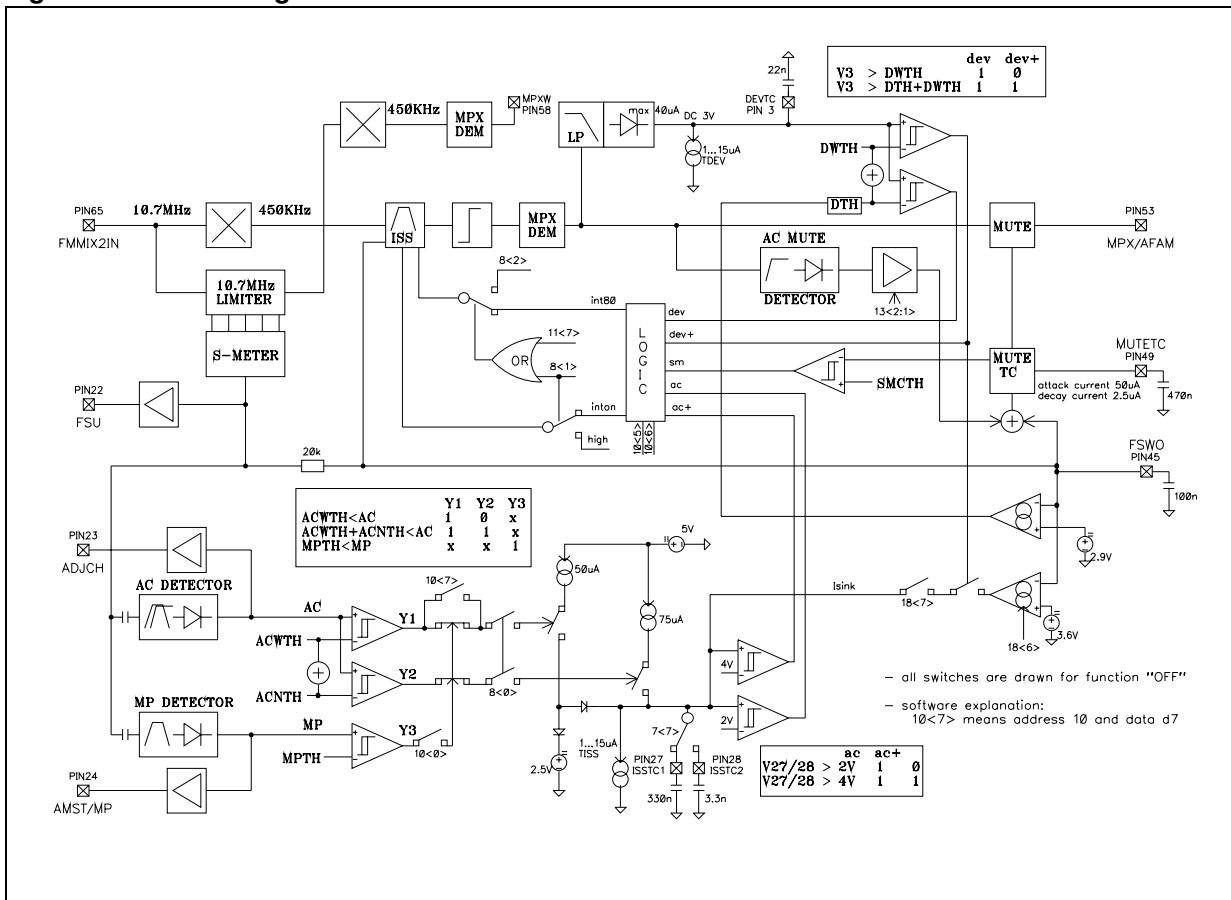 dev dev+
V3 > DWTH 1 0
V3 > DTH+DWTH 1 1
22n
DEVTC
PIN 3
MPXW
PIN58
450KHz
MPX
DEM
LP
max 40uA
DC 3V
1...15uA
TDEV
DWTH
+
-
+
+
-
DTH
PIN65
FMMIX2IN
10.7MHz
450KHz
ISS
MPX
DEM
MUTE
PIN53
MPX/AFAM
AC MUTE
DETECTOR
13<2:1>
10.7MHz
LIMITER
S-METER
8<2>
int80
11<7>
OR
8<1>
inton
high
LOGIC
dev
dev+
sm
ac
ac+
10<5>
10<6>
SMCTH
MUTE
TC
MUTETC
PIN49
attack current 50uA
decay current 2.5uA
470n
+
PIN22
FSU
20k
FSWO
PIN45
100n
2.9V
3.6V
18<6>
Isink
18<7>
Y1 Y2 Y3
ACWTH<AC 1 0 x
ACWTH+ACNTH<AC 1 1 x
MPTH<MP x x 1
PIN23
ADJCH
AC DETECTOR
AC
ACWTH
+
ACNTH
Y1
Y2
10<7>
8<0>
50uA
5V
75uA
4V
2V
MP DETECTOR
MP
MPTH
Y3
10<0>
PIN24
AMST/MP
2.5V
1...15uA
TISS
7<7>
PIN27
ISSTC1
PIN28
ISSTC2
330n
3.3n
ac ac+
V27/28 > 2V 1 0
V27/28 > 4V 1 1
- all switches are drawn for function "OFF"
- software explanation:
10<7> means address 10 and data d7